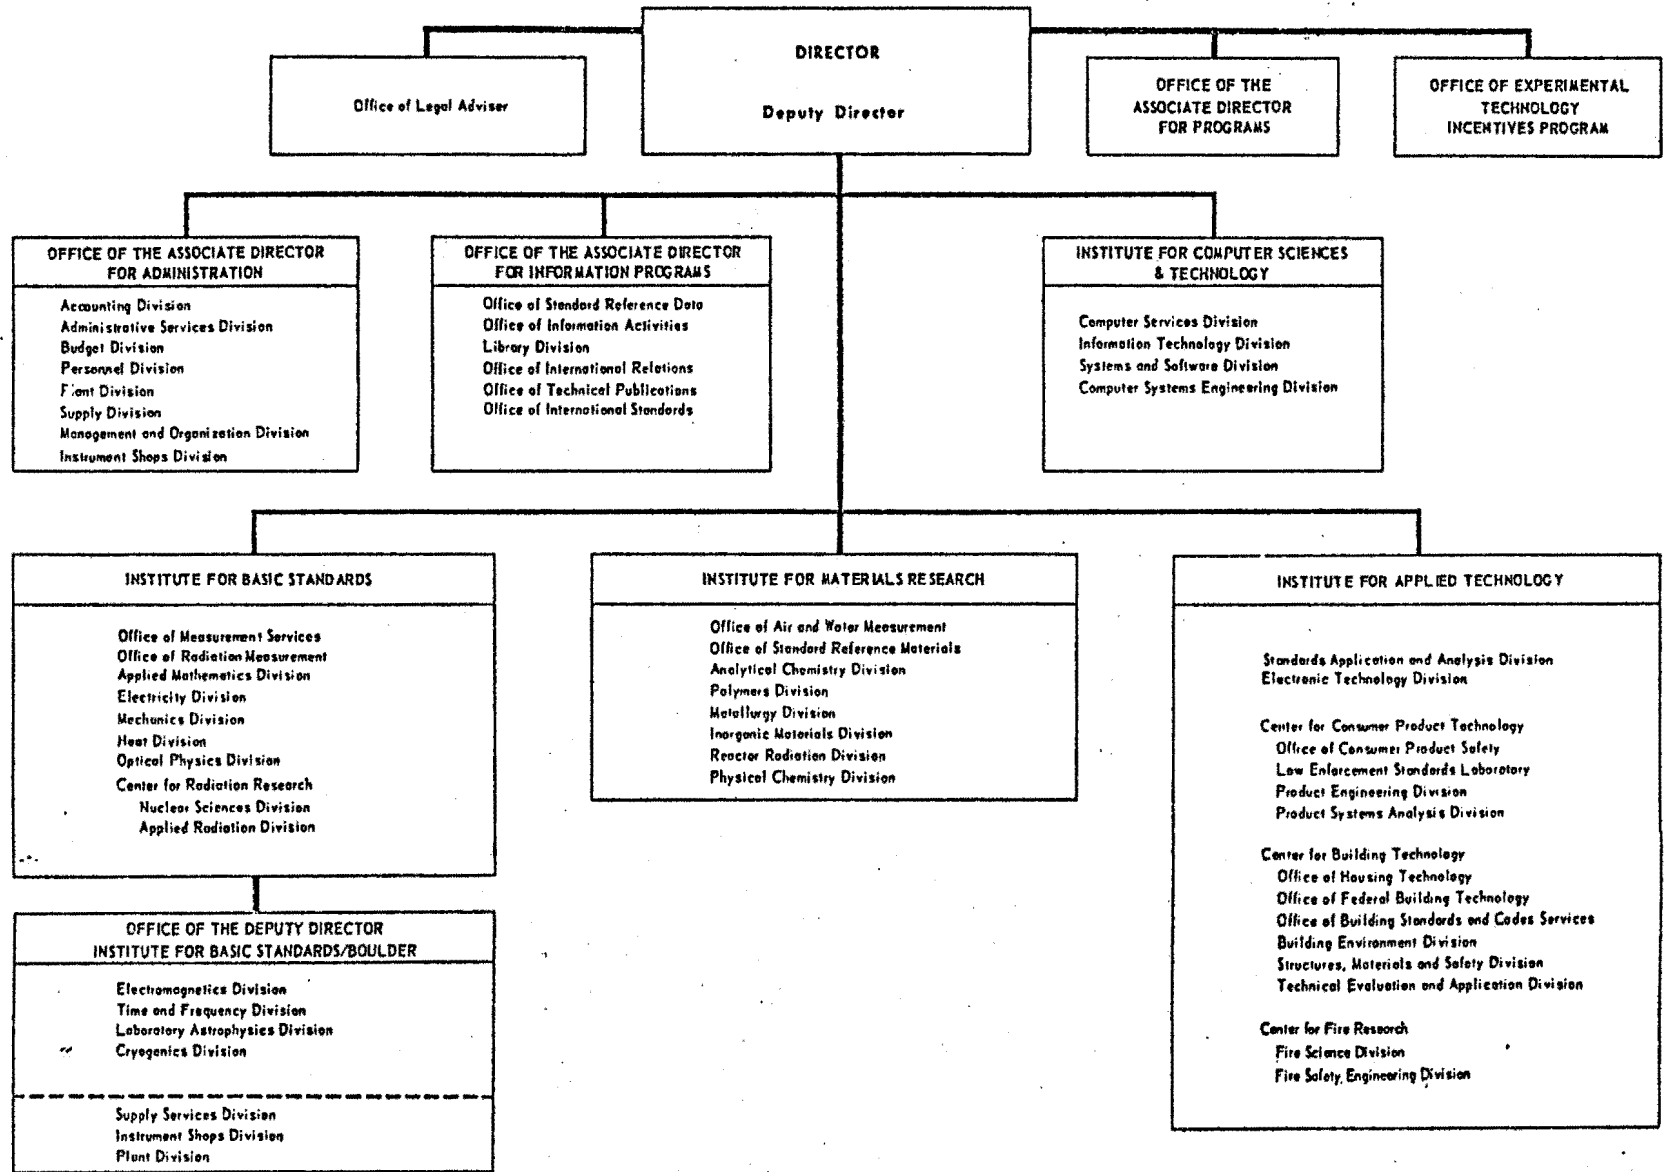 DIRECTOR
Deputy Director
Office of Legal Adviser
OFFICE OF THE
ASSOCIATE DIRECTOR
FOR PROGRAMS
OFFICE OF EXPERIMENTAL
TECHNOLOGY
INCENTIVES PROGRAM
OFFICE OF THE ASSOCIATE DIRECTOR
FOR ADMINISTRATION
Accounting Division
Administrative Services Division
Budget Division
Personnel Division
Plant Division
Supply Division
Management and Organization Division
Instrument Shops Division
OFFICE OF THE ASSOCIATE DIRECTOR
FOR INFORMATION PROGRAMS
Office of Standard Reference Data
Office of Information Activities
Library Division
Office of International Relations
Office of Technical Publications
Office of International Standards
INSTITUTE FOR COMPUTER SCIENCES
& TECHNOLOGY
Computer Services Division
Information Technology Division
Systems and Software Division
Computer Systems Engineering Division
INSTITUTE FOR BASIC STANDARDS
Office of Measurement Services
Office of Radiation Measurement
Applied Mathematics Division
Electricity Division
Mechanics Division
Heat Division
Optical Physics Division
Center for Radiation Research
Nuclear Sciences Division
Applied Radiation Division
INSTITUTE FOR MATERIALS RESEARCH
Office of Air and Water Measurement
Office of Standard Reference Materials
Analytical Chemistry Division
Polymers Division
Metallurgy Division
Inorganic Materials Division
Reactor Radiation Division
Physical Chemistry Division
INSTITUTE FOR APPLIED TECHNOLOGY
Standards Application and Analysis Division
Electronic Technology Division
Center for Consumer Product Technology
Office of Consumer Product Safety
Law Enforcement Standards Laboratory
Product Engineering Division
Product Systems Analysis Division
Center for Building Technology
Office of Housing Technology
Office of Federal Building Technology
Office of Building Standards and Codes Services
Building Environment Division
Structures, Materials and Safety Division
Technical Evaluation and Application Division
Center for Fire Research
Fire Science Division
Fire Safety Engineering Division
OFFICE OF THE DEPUTY DIRECTOR
INSTITUTE FOR BASIC STANDARDS/BOULDER
Electromagnetics Division
Time and Frequency Division
Laboratory Astrophysics Division
Cryogenics Division
Supply Services Division
Instrument Shops Division
Plant Division